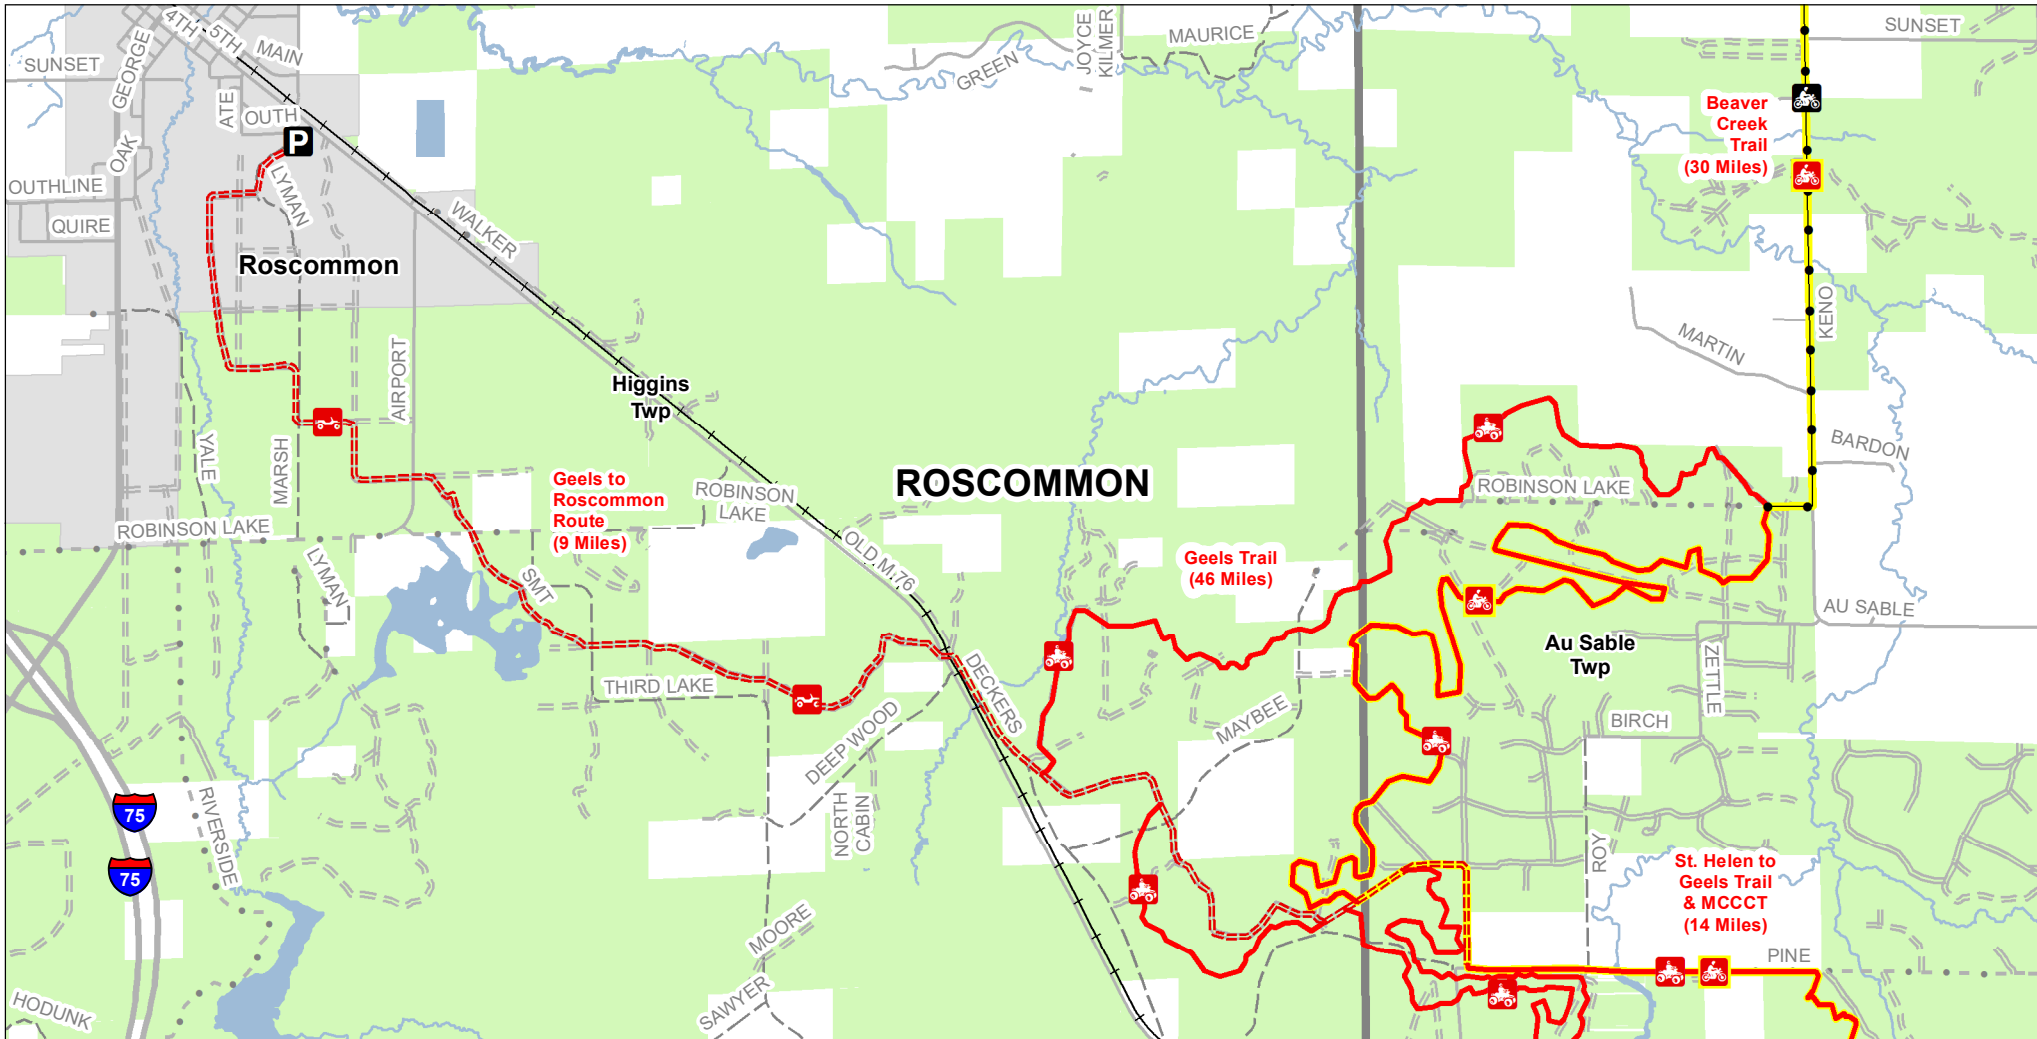 4TH
5TH
MAIN
SUNSET
GEORGE
ATE
OUTH
P
OAK
LYMAN
OUTHLINE
QUIRE
WALKER
Roscommon
GREEN
JOYCE
KILMER
MAURICE
SUNSET
Beaver
Creek
Trail
(30 Miles)
KENO
MARTIN
BARDON
AIRPORT
Higgins
Twp
YALE
MARSH
ROBINSON LAKE
LYMAN
Geels to
Roscommon
Route
(9 Miles)
SMT
ROBINSON
LAKE
ROSCOMMON
OLD M 76
Geels Trail
(46 Miles)
ROBINSON LAKE
AU SABLE
Au Sable
Twp
ZETTLE
BIRCH
THIRD LAKE
DEEP WOOD
DECKERS
MAYBEE
NORTH
CABIN
75
75
RIVERSIDE
HODUNK
MOORE
SAWYER
ROY
St. Helen to
Geels Trail
& MCCCT
(14 Miles)
PINE